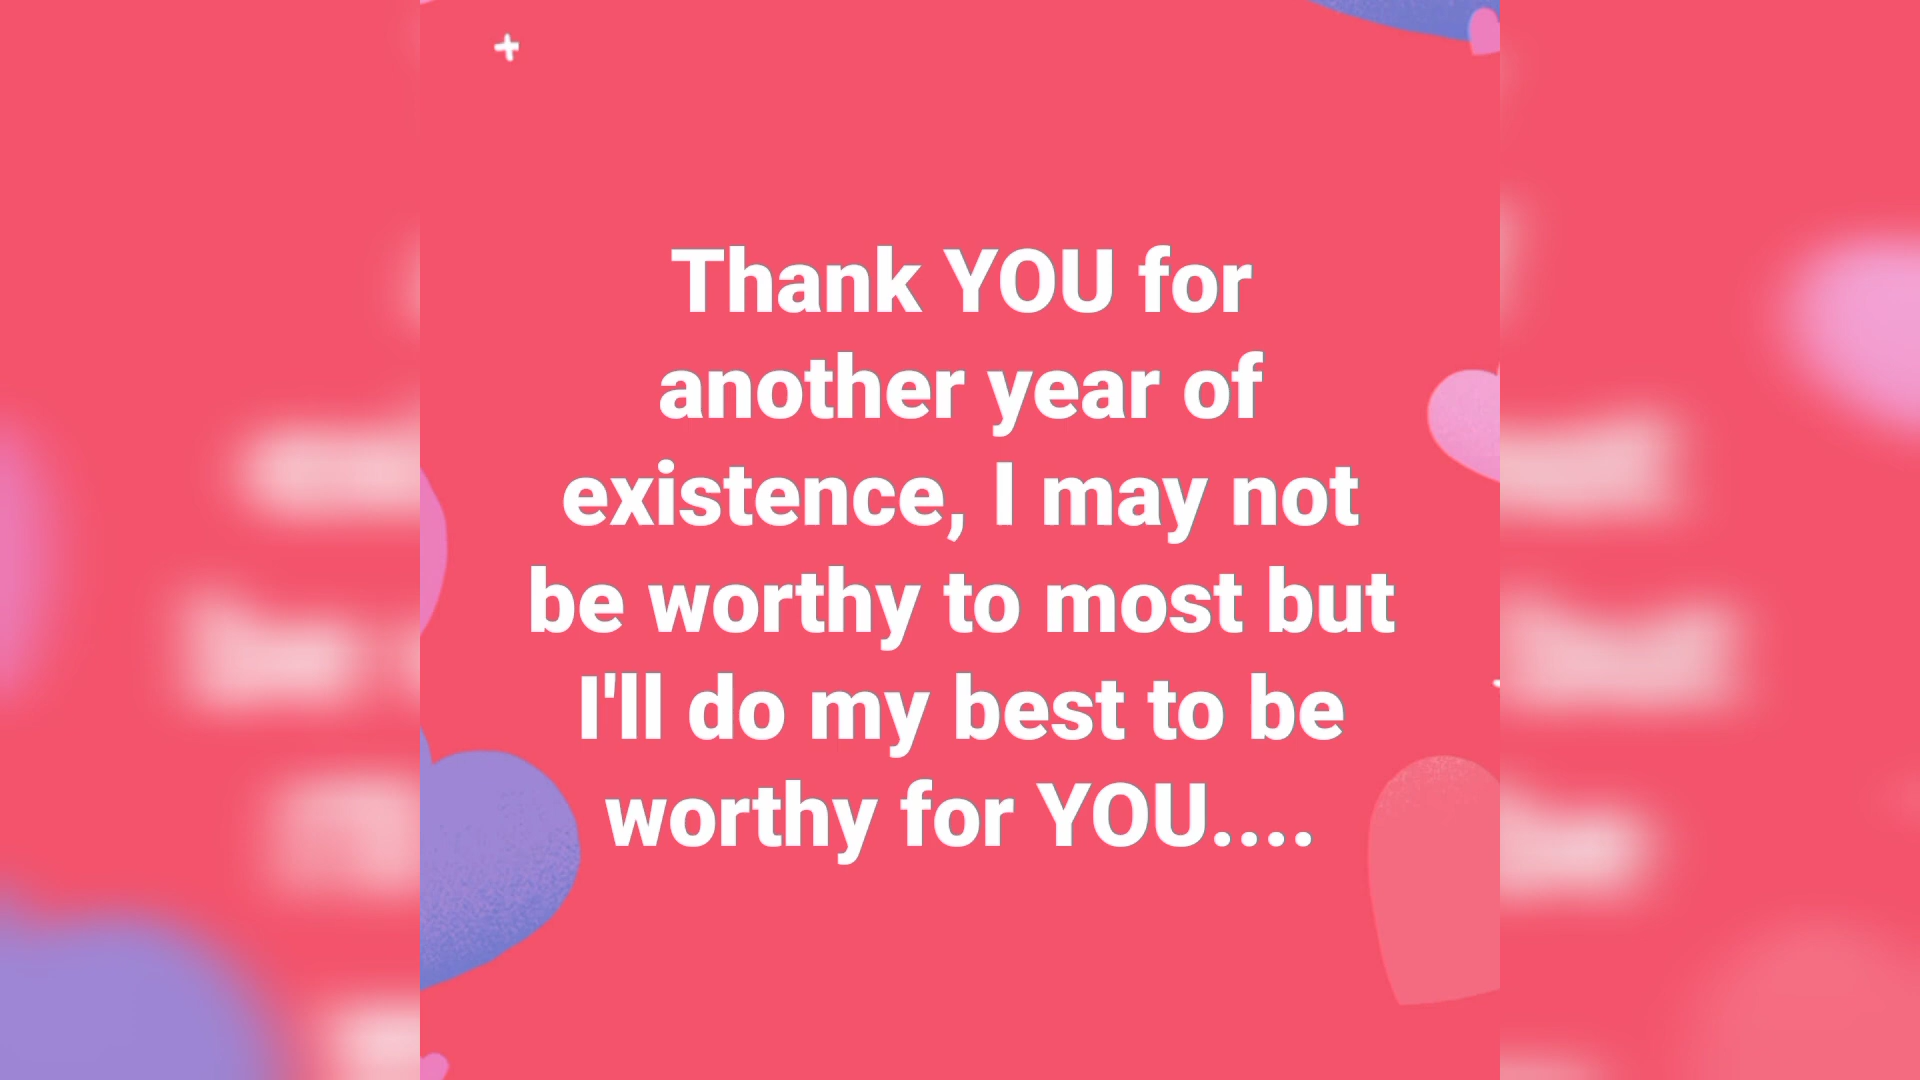 Thank YOU for
another year of
existence, I may not
be worthy to most but
I'll do my best to be
worthy for YOU....